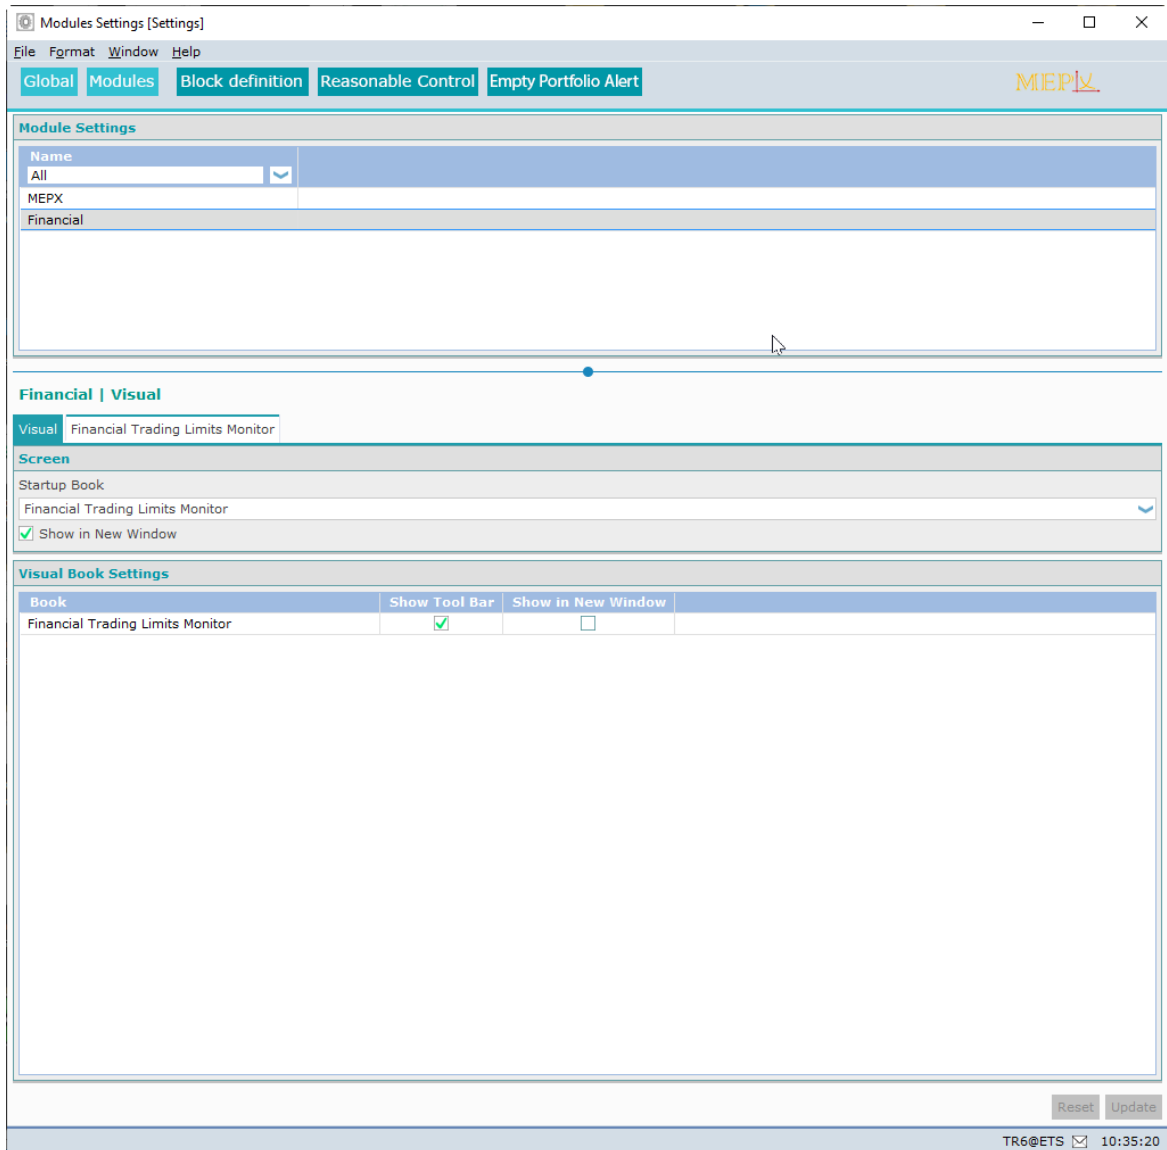 Modules Settings [Settings]
File Format Window Help
Global Modules Block definition Reasonable Control Empty Portfolio Alert MEPX
Module Settings
Name
All
MEPX
Financial
Financial | Visual
Visual Financial Trading Limits Monitor
Screen
Startup Book
Financial Trading Limits Monitor
Show in New Window
Visual Book Settings
Book Show Tool Bar Show in New Window
Financial Trading Limits Monitor
Reset Update
TR6@ETS 10:35:20